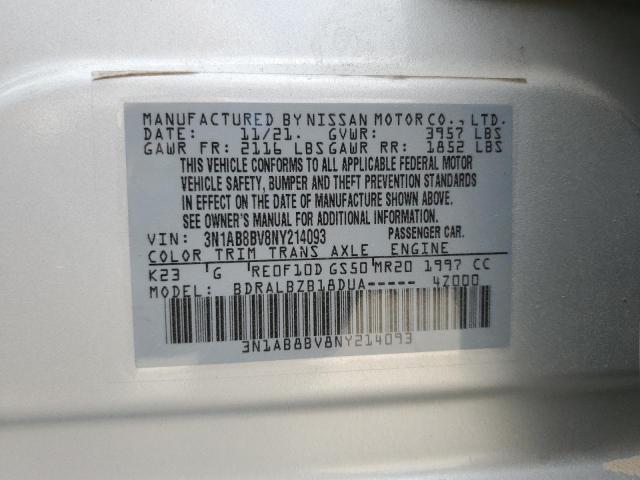 MANUFACTURED BY NISSAN MOTOR CO., LTD.
DATE: 11/21. GVWR: 3957 LBS
GAWR FR: 2116 LBS GAWR RR: 1852 LBS
THIS VEHICLE CONFORMS TO ALL APPLICABLE FEDERAL MOTOR
VEHICLE SAFETY, BUMPER AND THEFT PREVENTION STANDARDS
IN EFFECT ON THE DATE OF MANUFACTURE SHOWN ABOVE.
SEE OWNER'S MANUAL FOR ADDITIONAL INFORMATION.
VIN: 3N1AB8BV8NY214093 PASSENGER CAR.
COLOR TRIM TRANS AXLE ENGINE
K23 G RE0F10D GS50 MR20 1997 CC
MODEL: BDRALBZB18DUA----- 4Z000
3N1AB8BV8NY214093